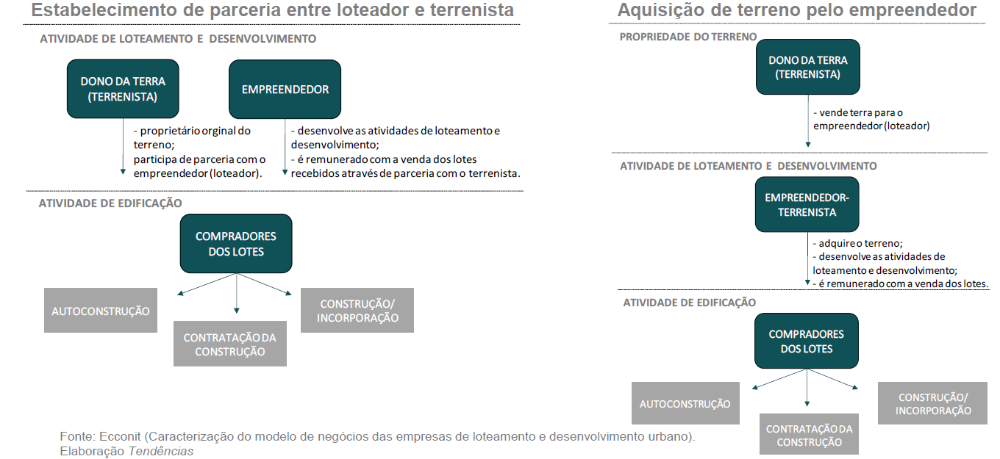 Estabelecimento de parceria entre loteador e terrenista
ATIVIDADE DE LOTEAMENTO E DESENVOLVIMENTO
DONO DA TERRA
(TERRENISTA)
EMPREENDEDOR
- proprietário orginal do
terreno;
participa de parceria com o
empreendedor (loteador).
- desenvolve as atividades de loteamento e
desenvolvimento;
- é remunerado com a venda dos lotes
recebidos através de parceria com o terrenista.
ATIVIDADE DE EDIFICAÇÃO
COMPRADORES
DOS LOTES
AUTOCONSTRUÇÃO
CONTRATAÇÃO DA
CONSTRUÇÃO
CONSTRUÇÃO/
INCORPORAÇÃO
Aquisição de terreno pelo empreendedor
PROPRIEDADE DO TERRENO
DONO DA TERRA
(TERRENISTA)
- vende terra para o
empreendedor (loteador)
ATIVIDADE DE LOTEAMENTO E DESENVOLVIMENTO
EMPREENDEDOR-
TERRENISTA
- adquire o terreno;
- desenvolve as atividades de
loteamento e desenvolvimento;
- é remunerado com a venda dos lotes.
ATIVIDADE DE EDIFICAÇÃO
COMPRADORES
DOS LOTES
AUTOCONSTRUÇÃO
CONTRATAÇÃO DA
CONSTRUÇÃO
CONSTRUÇÃO/
INCORPORAÇÃO
Fonte: Ecconit (Caracterização do modelo de negócios das empresas de loteamento e desenvolvimento urbano).
Elaboração Tendências